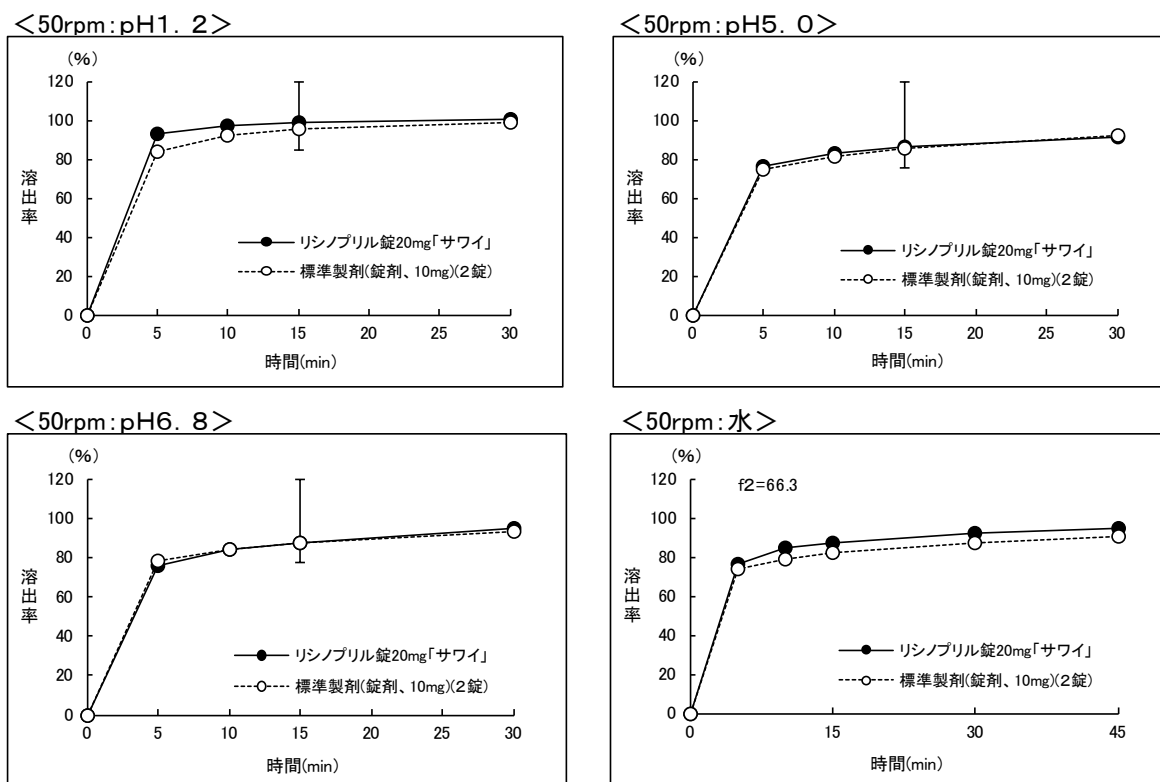 ＜50rpm：pH1．2＞
(%)
120
100
80
60
40
20
0
溶出率
リシノプリル錠20mg「サワイ」
標準製剤(錠剤、10mg)(2錠)
0 5 10 15 20 25 30
時間(min)
＜50rpm：pH5．0＞
(%)
120
100
80
60
40
20
0
溶出率
リシノプリル錠20mg「サワイ」
標準製剤(錠剤、10mg)(2錠)
0 5 10 15 20 25 30
時間(min)
＜50rpm：pH6．8＞
(%)
120
100
80
60
40
20
0
溶出率
リシノプリル錠20mg「サワイ」
標準製剤(錠剤、10mg)(2錠)
0 5 10 15 20 25 30
時間(min)
＜50rpm：水＞
(%)
120
100
80
60
40
20
0
溶出率
f2=66.3
リシノプリル錠20mg「サワイ」
標準製剤(錠剤、10mg)(2錠)
0 15 30 45
時間(min)